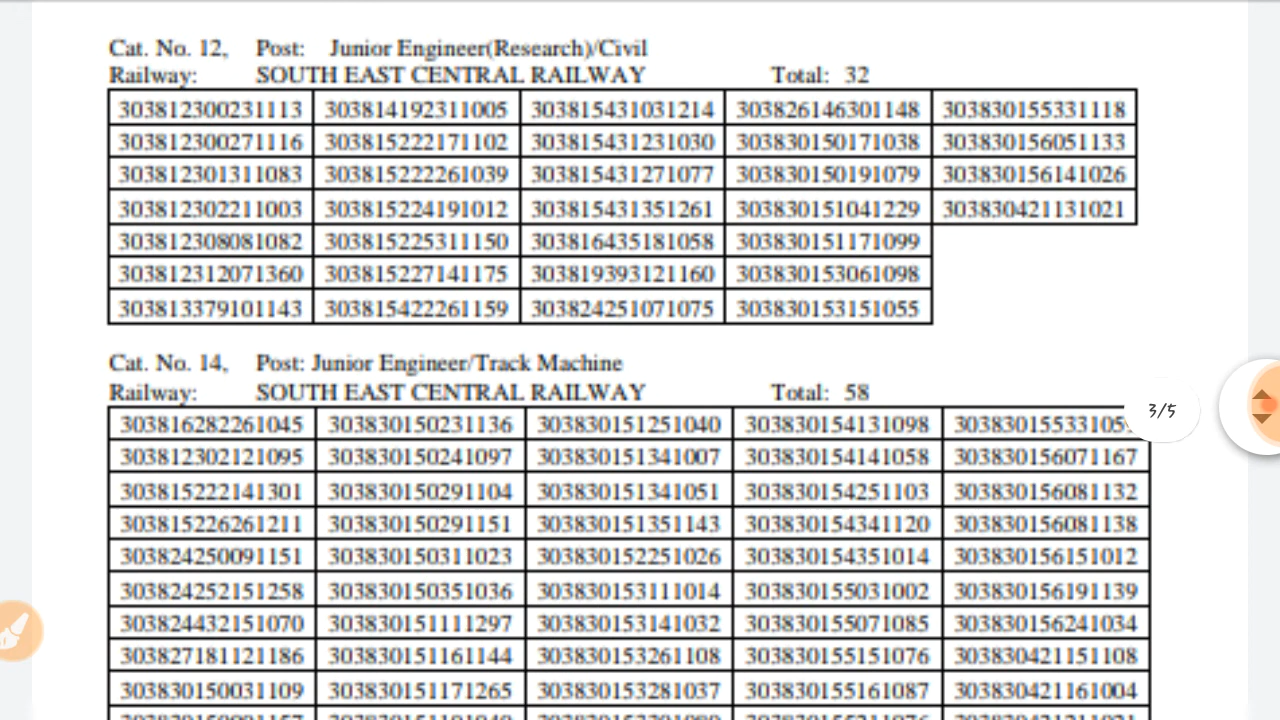 Cat. No. 12, Post: Junior Engineer(Research)/Civil
Railway: SOUTH EAST CENTRAL RAILWAY Total: 32
303812300231113 303814192311005 303815431031214 303826146301148 303830155331118
303812300271116 303815222171102 303815431231030 303830150171038 303830156051133
303812301311083 303815222261039 303815431271077 303830150191079 303830156141026
303812302211003 303815224191012 303815431351261 303830151041229 303830421131021
303812308081082 303815225311150 303816435181058 303830151171099
303812312071360 303815227141175 303819393121160 303830153061098
303813379101143 303815422261159 303824251071075 303830153151055
Cat. No. 14, Post: Junior Engineer/Track Machine
Railway: SOUTH EAST CENTRAL RAILWAY Total: 58
303816282261045 303830150231136 303830151251040 303830154131098
303812302121095 303830150241097 303830151341007 303830154141058 303830156071167
303815222141301 303830150291104 303830151341051 303830154251103 303830156081132
303815226261211 303830150291151 303830151351143 303830154341120 303830156081138
303824250091151 303830150311023 303830152251026 303830154351014 303830156151012
303824252151258 303830150351036 303830153111014 303830155031002 303830156191139
303824432151070 303830151111297 303830153141032 303830155071085 303830156241034
303827181121186 303830151161144 303830153261108 303830155151076 303830421151108
303830150031109 303830151171265 303830153281037 303830155161087 303830421161004
3/5